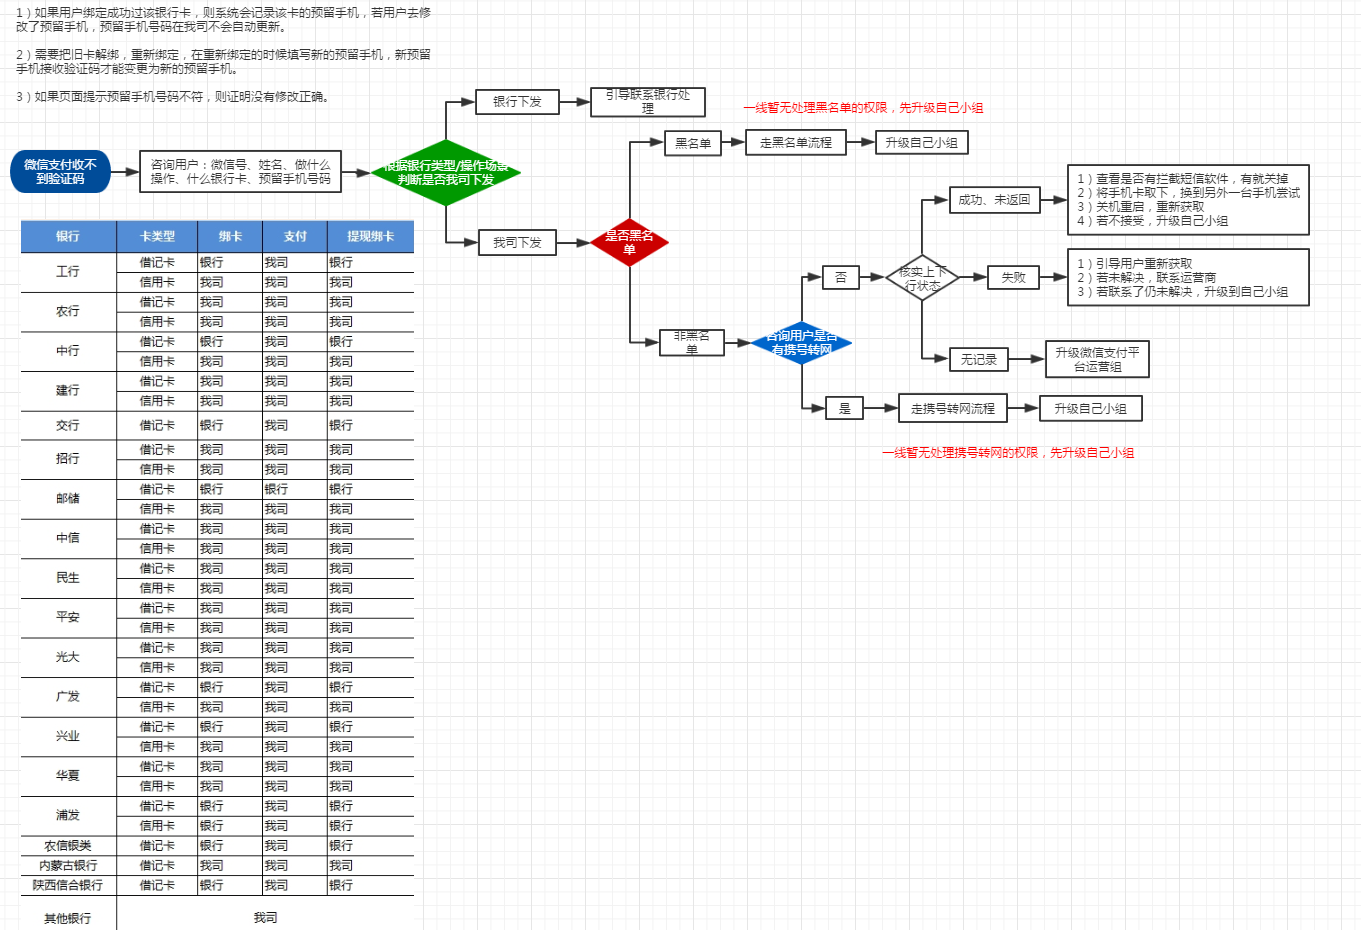 1）如果用户绑定成功过该银行卡，则系统会记录该卡的预留手机，若用户去修
改了预留手机，预留手机号码在我司不会自动更新。
2）需要把旧卡解绑，重新绑定，在重新绑定的时候填写新的预留手机，新预留
手机接收验证码才能变更为新的预留手机。
3）如果页面提示预留手机号码不符，则证明没有修改正确。
微信支付收不
到验证码
咨询用户：微信号、姓名、做什么
操作、什么银行卡、预留手机号码
根据银行类型/操作场景
判断是否我司下发
银行下发
引导联系银行处
理
我司下发
是否黑名
单
一线暂无处理黑名单的权限，先升级自己小组
黑名单
走黑名单流程
升级自己小组
非黑名
单
咨询用户是否
有携号转网
否
核实上下
行状态
成功、未返回
1）查看是否有拦截短信软件，有就关掉
2）将手机卡取下，换到另外一台手机尝试
3）关机重启，重新获取
4）若不接受，升级自己小组
失败
1）引导用户重新获取
2）若未解决，联系运营商
3）若联系了仍未解决，升级到自己小组
无记录
升级微信支付平
台运营组
是
走携号转网流程
升级自己小组
一线暂无处理携号转网的权限，先升级自己小组
银行 卡类型 绑卡 支付 提现绑卡
工行 借记卡 银行 我司 银行
信用卡 我司 我司 我司
农行 借记卡 我司 我司 我司
信用卡 我司 我司 我司
中行 借记卡 银行 我司 银行
信用卡 我司 我司 我司
建行 借记卡 我司 我司 我司
信用卡 我司 我司 我司
交行 借记卡 银行 我司 银行
招行 借记卡 我司 我司 我司
信用卡 我司 我司 我司
邮储 借记卡 银行 银行 银行
信用卡 我司 我司 我司
中信 借记卡 我司 我司 我司
信用卡 我司 我司 我司
民生 借记卡 我司 我司 我司
信用卡 我司 我司 我司
平安 借记卡 我司 我司 我司
信用卡 我司 我司 我司
光大 借记卡 我司 我司 我司
信用卡 我司 我司 我司
广发 借记卡 银行 我司 银行
信用卡 我司 我司 我司
兴业 借记卡 银行 我司 银行
信用卡 我司 我司 我司
华夏 借记卡 我司 我司 我司
信用卡 我司 我司 我司
浦发 借记卡 银行 我司 银行
信用卡 银行 我司 银行
农信银类 借记卡 银行 我司 银行
内蒙古银行 借记卡 我司 我司 我司
陕西信合银行 借记卡 银行 我司 银行
其他银行 我司